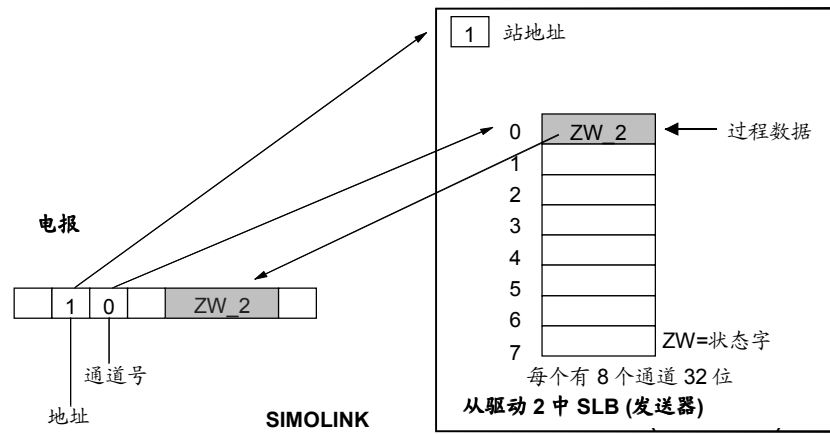 1 站地址
0 ZW_2 过程数据
1
2
3
4
5
6
7
ZW=状态字
每个有 8 个通道 32 位
从驱动 2 中 SLB (发送器)
电报
1 0 ZW_2
通道号
地址
SIMOLINK